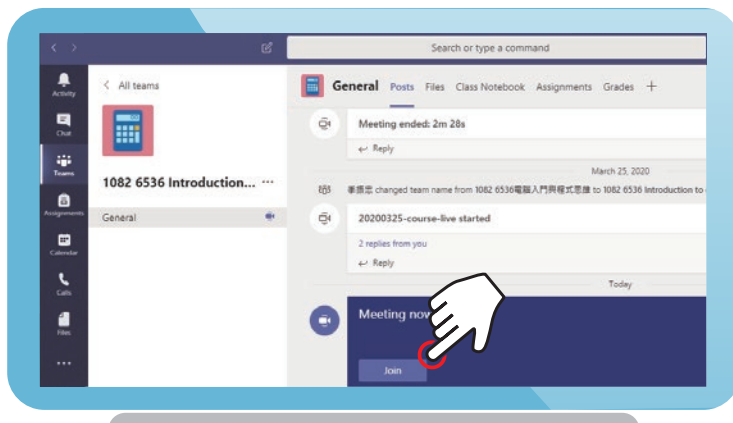 Search or type a command
Activity
Chat
Teams
Assignments
Calendar
Calls
Files
All teams
1082 6536 Introduction...
General
General Posts Files Class Notebook Assignments Grades
Meeting ended: 2m 28s
Reply
March 25, 2020
changed team name from 1082 6536電腦入門與程式思維 to 1082 6536 Introduction to
20200325-course-live started
2 replies from you
Reply
Today
Meeting now
Join